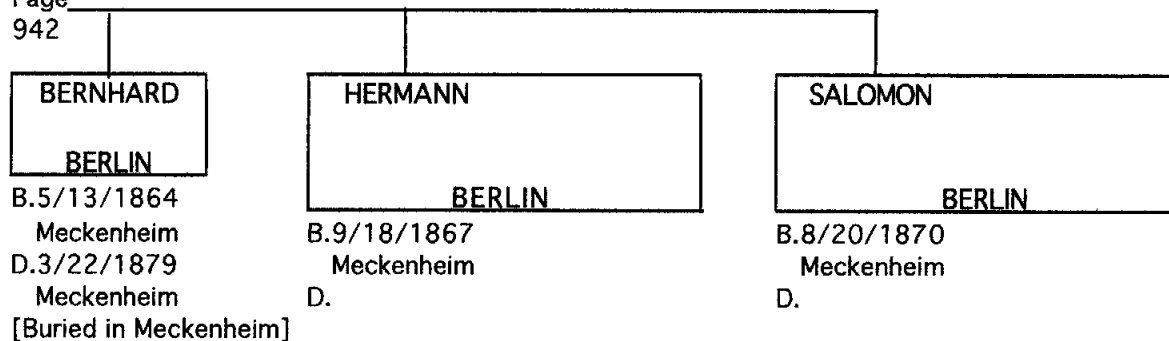 Page
942
BERNHARD
BERLIN
B.5/13/1864
Meckenheim
D.3/22/1879
Meckenheim
[Buried in Meckenheim]
HERMANN
BERLIN
B.9/18/1867
Meckenheim
D.
SALOMON
BERLIN
B.8/20/1870
Meckenheim
D.